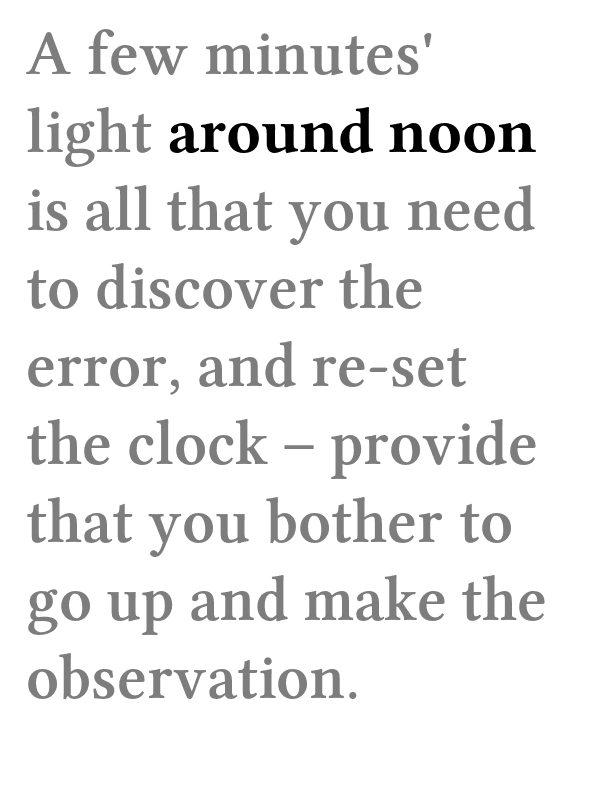 A few minutes'
light around noon
is all that you need
to discover the
error, and re-set
the clock – provide
that you bother to
go up and make the
observation.